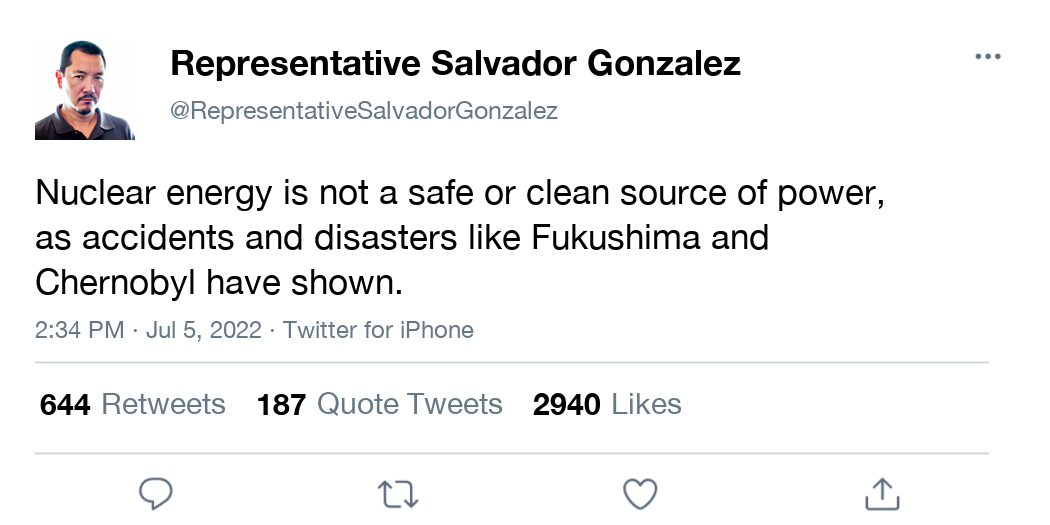 Representative Salvador Gonzalez
@RepresentativeSalvadorGonzalez
Nuclear energy is not a safe or clean source of power,
as accidents and disasters like Fukushima and
Chernobyl have shown.
2:34 PM · Jul 5, 2022 · Twitter for iPhone
644 Retweets 187 Quote Tweets 2940 Likes